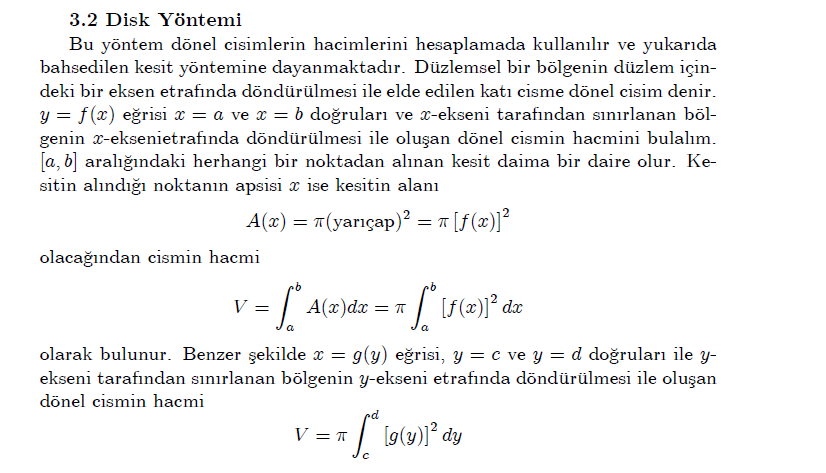 3.2 Disk Yöntemi
Bu yöntem dönel cisimlerin hacimlerini hesaplamada kullanılır ve yukarıda
bahsedilen kesit yöntemine dayanmaktadır. Düzlemsel bir bölgenin düzlem için-
deki bir eksen etrafında döndürülmesi ile elde edilen katı cisme dönel cisim denir.
y = f(x) eğrisi x = a ve x = b doğruları ve x-ekseni tarafından sınırlanan böl-
genin x-eksenietrafında döndürülmesi ile oluşan dönel cismin hacmini bulalım.
[a, b] aralığındaki herhangi bir noktadan alınan kesit daima bir daire olur. Ke-
sitin alındığı noktanın apsisi x ise kesitin alanı
A(x) = π(yarıçap)² = π [f(x)]²
olacağından cismin hacmi
V = ∫ₐᵇ A(x)dx = π ∫ₐᵇ [f(x)]² dx
olarak bulunur. Benzer şekilde x = g(y) eğrisi, y = c ve y = d doğruları ile y-
ekseni tarafından sınırlanan bölgenin y-ekseni etrafında döndürülmesi ile oluşan
dönel cismin hacmi
V = π ∫_c^d [g(y)]² dy